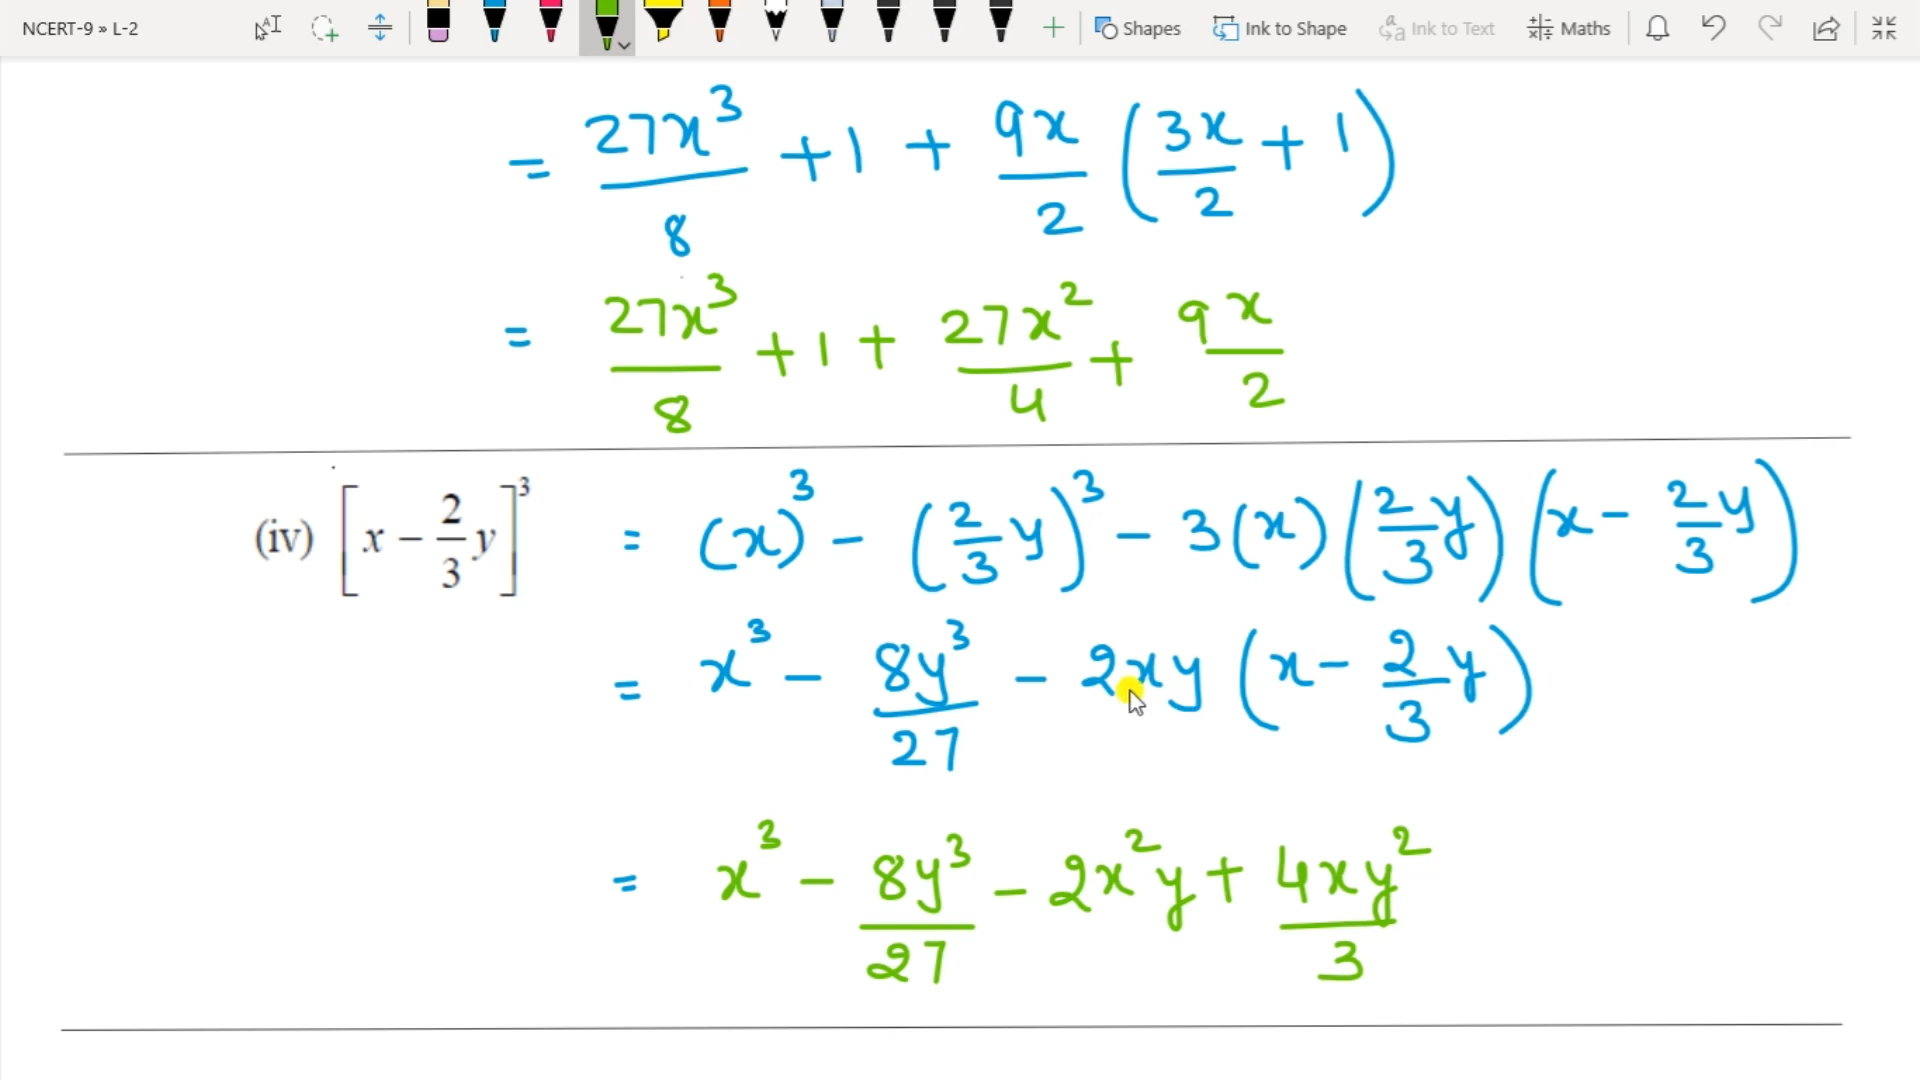 NCERT-9 » L-2 Shapes Ink to Shape Ink to Text Maths
= 27x³/8 + 1 + 9x/2 (3x/2 + 1)
= 27x³/8 + 1 + 27x²/4 + 9x/2
(iv) [x − 2/3 y]³ = (x)³ − (2/3 y)³ − 3(x)(2/3 y)(x − 2/3 y)
= x³ − 8y³/27 − 2xy (x − 2/3 y)
= x³ − 8y³/27 − 2x²y + 4xy²/3